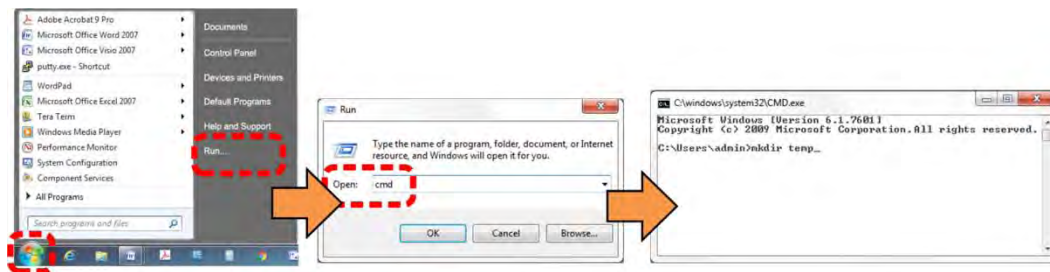 Adobe Acrobat 9 Pro
Microsoft Office Word 2007
Microsoft Office Visio 2007
putty.exe - Shortcut
WordPad
Microsoft Office Excel 2007
Tera Term
Windows Media Player
Performance Monitor
System Configuration
Component Services
All Programs
Search programs and files
Documents
Control Panel
Devices and Printers
Default Programs
Help and Support
Run...
Run
Type the name of a program, folder, document, or Internet
resource, and Windows will open it for you.
Open: cmd
OK Cancel Browse...
C:\windows\system32\CMD.exe
Microsoft Windows [Version 6.1.7601]
Copyright (c) 2009 Microsoft Corporation.All rights reserved.
C:\Users\admin>mkdir temp_